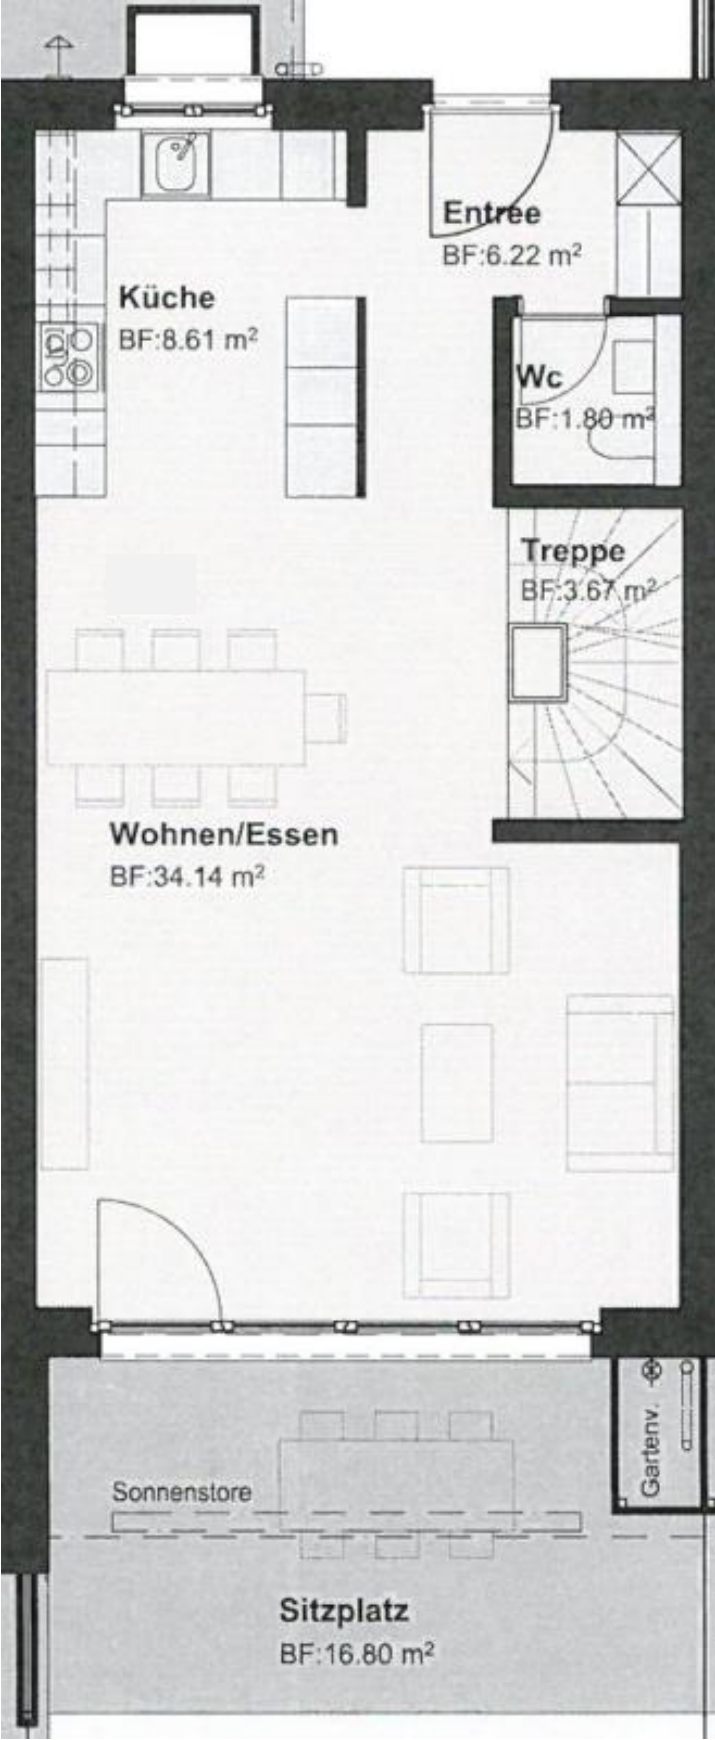 Entree
BF:6.22 m²
Küche
BF:8.61 m²
Wc
BF:1.80 m²
Treppe
BF:3.67 m²
Wohnen/Essen
BF:34.14 m²
Gartenv.
Sonnenstore
Sitzplatz
BF:16.80 m²